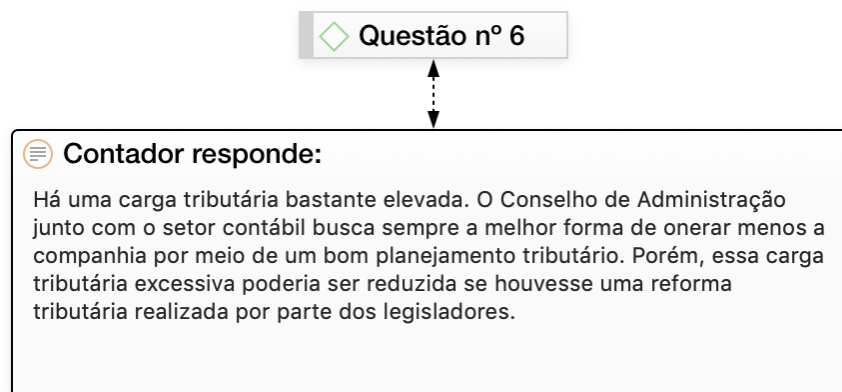 Questão nº 6
Contador responde:
Há uma carga tributária bastante elevada. O Conselho de Administração
junto com o setor contábil busca sempre a melhor forma de onerar menos a
companhia por meio de um bom planejamento tributário. Porém, essa carga
tributária excessiva poderia ser reduzida se houvesse uma reforma
tributária realizada por parte dos legisladores.